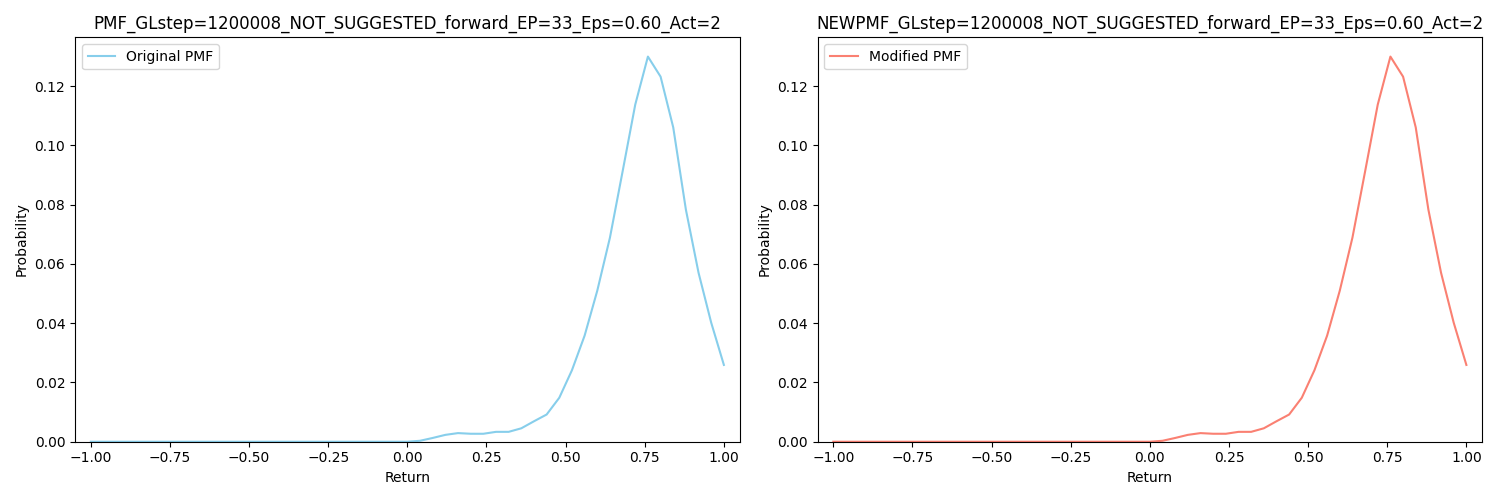 PMF_GLstep=1200008_NOT_SUGGESTED_forward_EP=33_Eps=0.60_Act=2
Original PMF
Probability
0.12
0.10
0.08
0.06
0.04
0.02
0.00
−1.00 −0.75 −0.50 −0.25 0.00 0.25 0.50 0.75 1.00
Return
NEWPMF_GLstep=1200008_NOT_SUGGESTED_forward_EP=33_Eps=0.60_Act=2
Modified PMF
Probability
0.12
0.10
0.08
0.06
0.04
0.02
0.00
−1.00 −0.75 −0.50 −0.25 0.00 0.25 0.50 0.75 1.00
Return